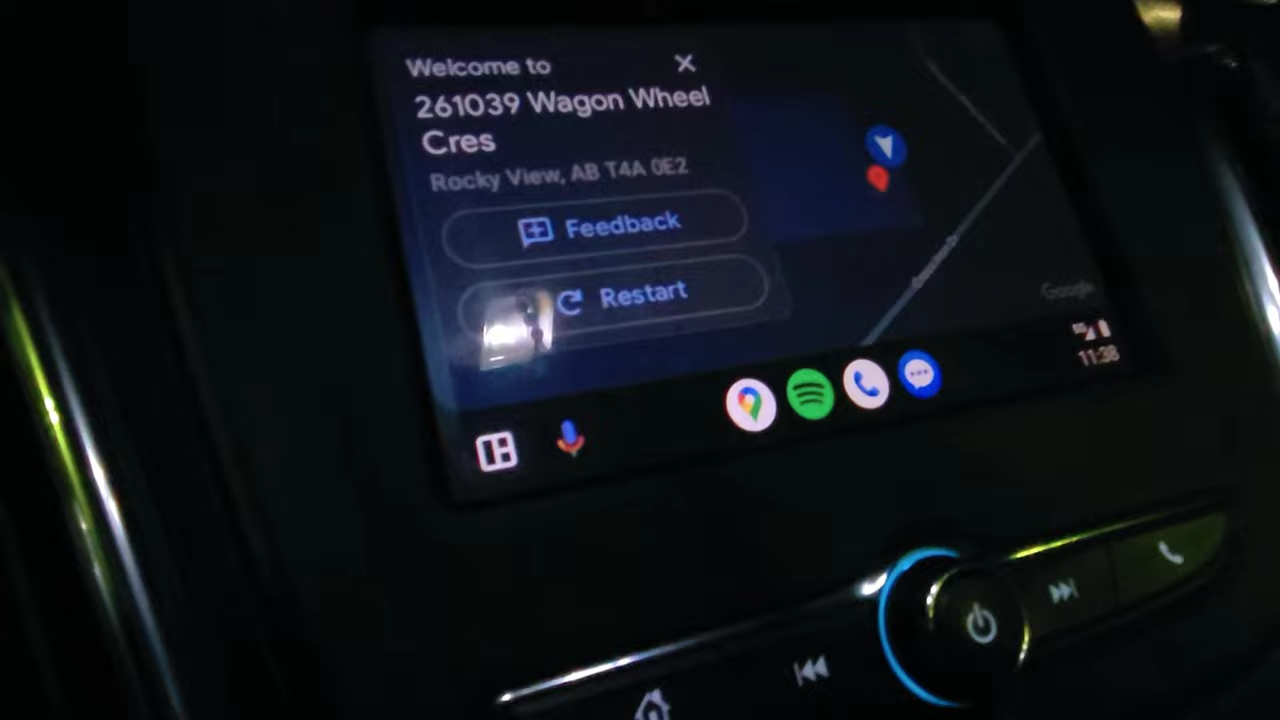 Welcome to
261039 Wagon Wheel
Cres
Rocky View, AB T4A 0E2
Feedback
Restart
Google
11:38